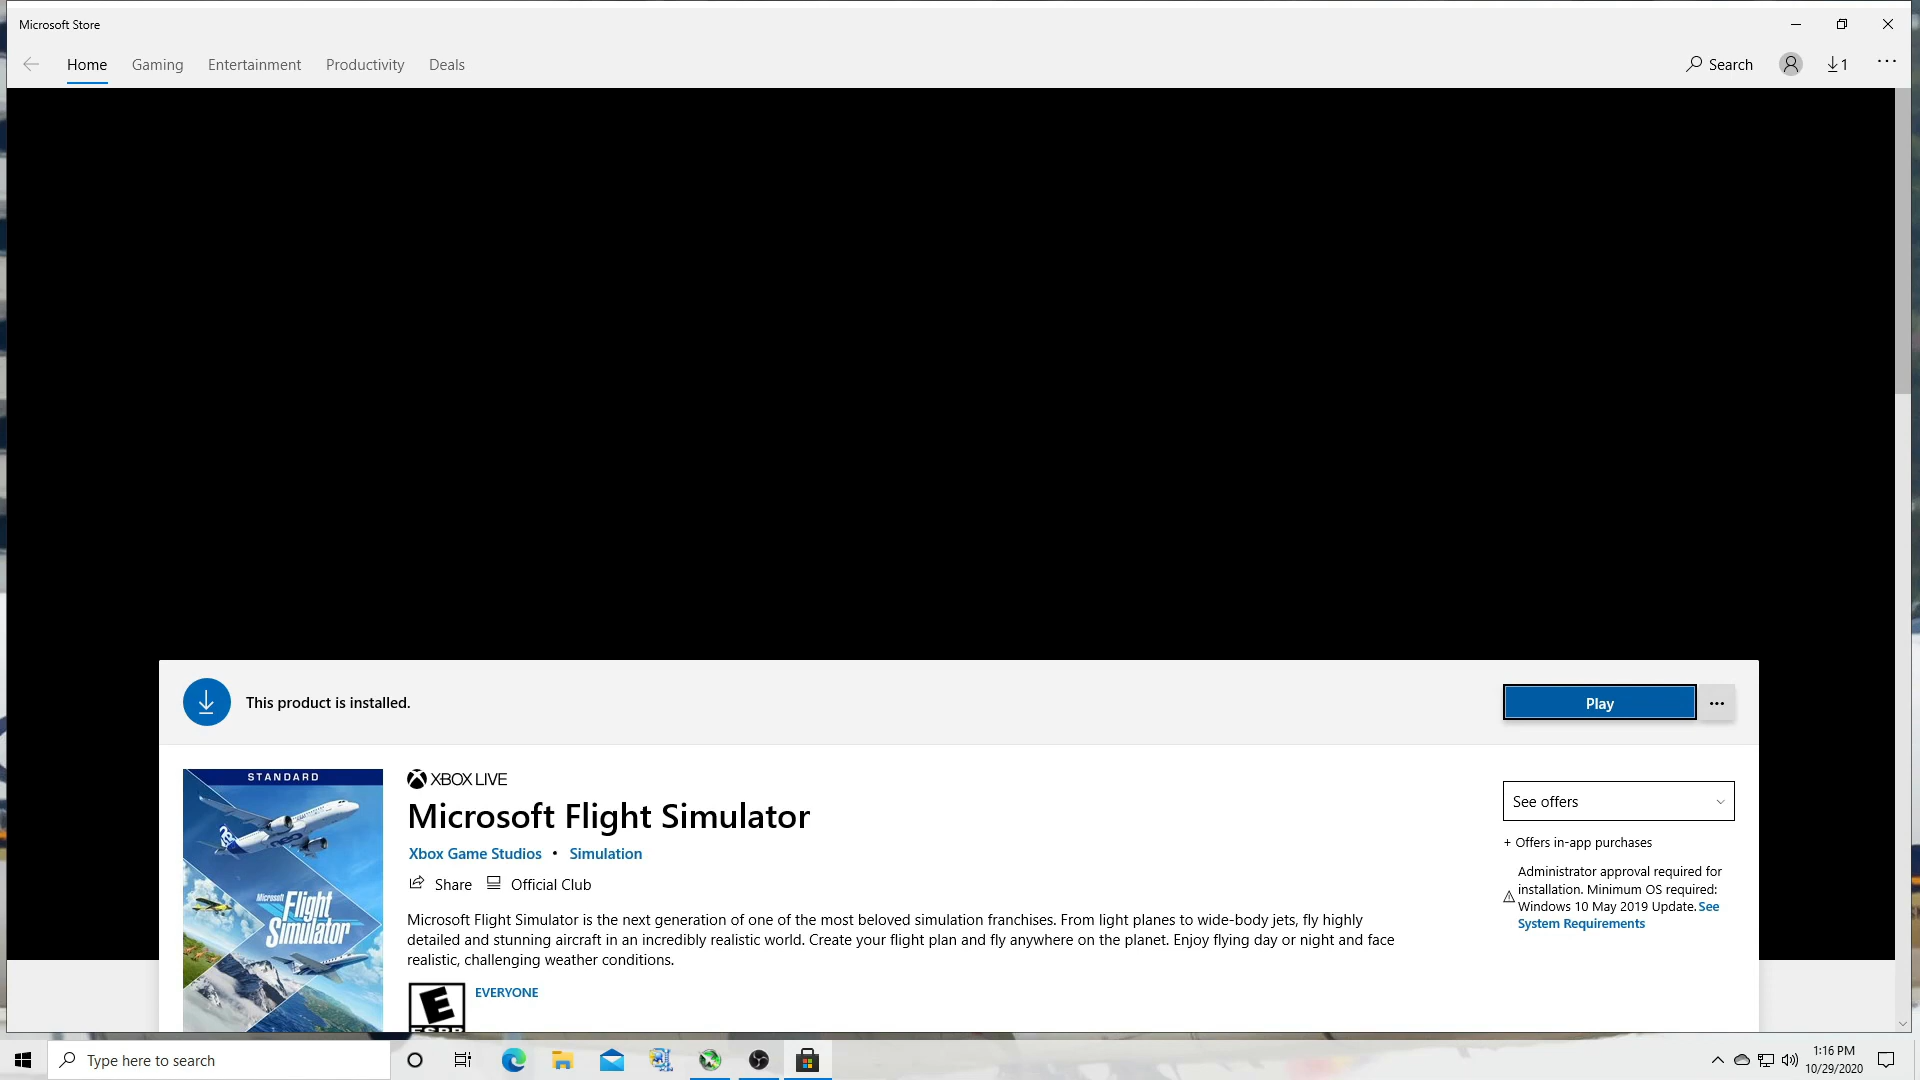 Microsoft Store
Home Gaming Entertainment Productivity Deals Search 1
This product is installed.
Play
STANDARD
Microsoft
Flight
Simulator
XBOX LIVE
Microsoft Flight Simulator
Xbox Game Studios • Simulation
Share Official Club
Microsoft Flight Simulator is the next generation of one of the most beloved simulation franchises. From light planes to wide-body jets, fly highly
detailed and stunning aircraft in an incredibly realistic world. Create your flight plan and fly anywhere on the planet. Enjoy flying day or night and face
realistic, challenging weather conditions.
E
ESRB
EVERYONE
See offers
+ Offers in-app purchases
Administrator approval required for
installation. Minimum OS required:
Windows 10 May 2019 Update. See
System Requirements
Type here to search
1:16 PM
10/29/2020